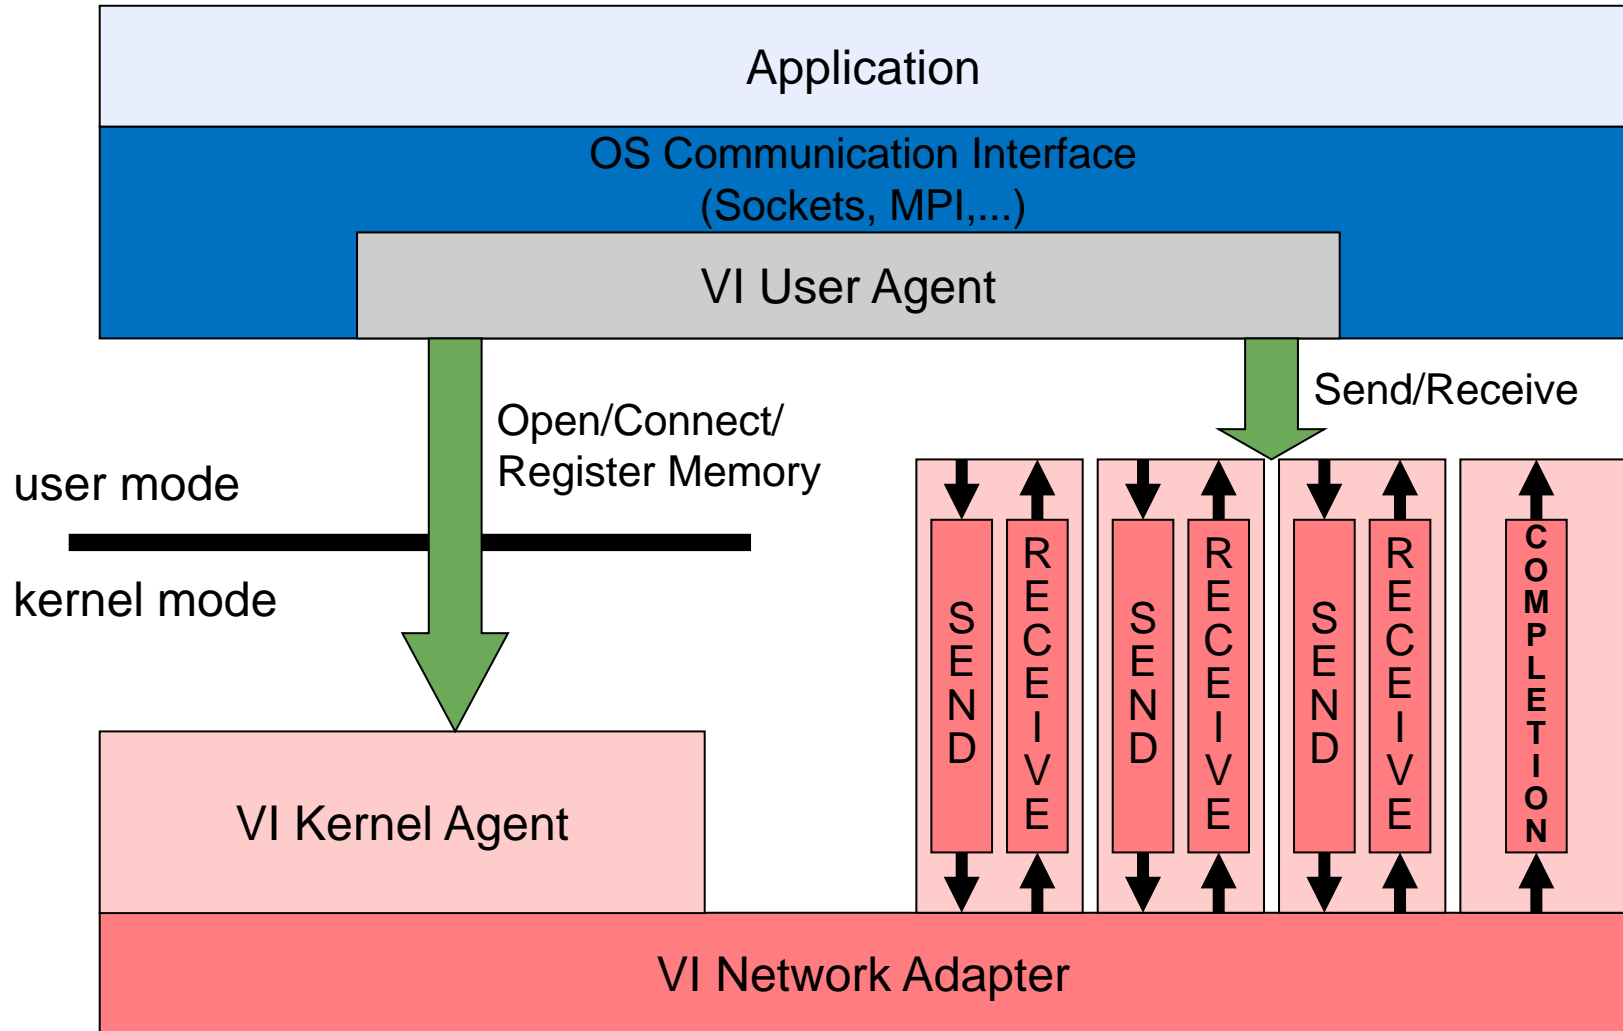 Application
OS Communication Interface
(Sockets, MPI,...)
VI User Agent
Send/Receive
Open/Connect/
Register Memory
user mode
kernel mode
SEND
RECEIVE
SEND
RECEIVE
SEND
RECEIVE
COMPLETION
VI Kernel Agent
VI Network Adapter